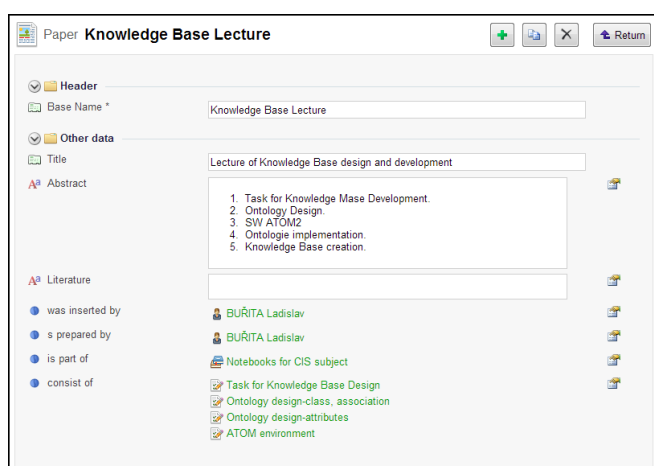 Paper Knowledge Base Lecture
Return
Header
Base Name *
Knowledge Base Lecture
Other data
Title
Lecture of Knowledge Base design and development
Aa Abstract
1. Task for Knowledge Mase Development.
2. Ontology Design.
3. SW ATOM2
4. Ontologie implementation.
5. Knowledge Base creation.
Aa Literature
was inserted by
BUŘITA Ladislav
s prepared by
BUŘITA Ladislav
is part of
Notebooks for CIS subject
consist of
Task for Knowledge Base Design
Ontology design-class, association
Ontology design-attributes
ATOM environment